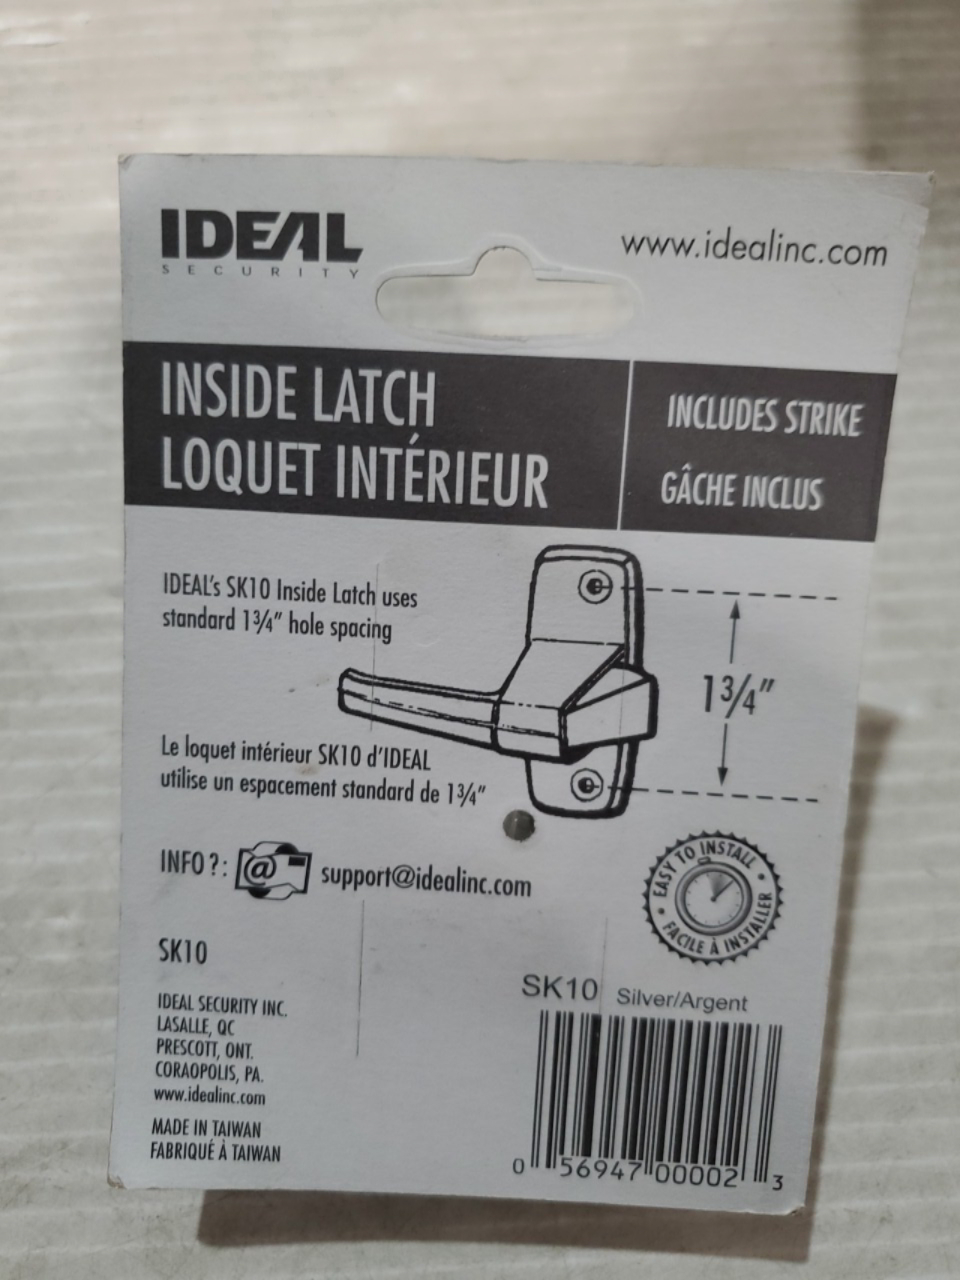 IDEAL
SECURITY
www.idealinc.com
INSIDE LATCH
LOQUET INTÉRIEUR
INCLUDES STRIKE
GÂCHE INCLUS
IDEAL's SK10 Inside Latch uses
standard 1¾" hole spacing
1¾"
Le loquet intérieur SK10 d'IDEAL
utilise un espacement standard de 1¾"
INFO?: @ support@idealinc.com
EASY TO INSTALL
FACILE À INSTALLER
SK10
IDEAL SECURITY INC.
LASALLE, QC
PRESCOTT, ONT.
CORAOPOLIS, PA.
www.idealinc.com
MADE IN TAIWAN
FABRIQUÉ À TAIWAN
SK10 Silver/Argent
0 56947 00002 3